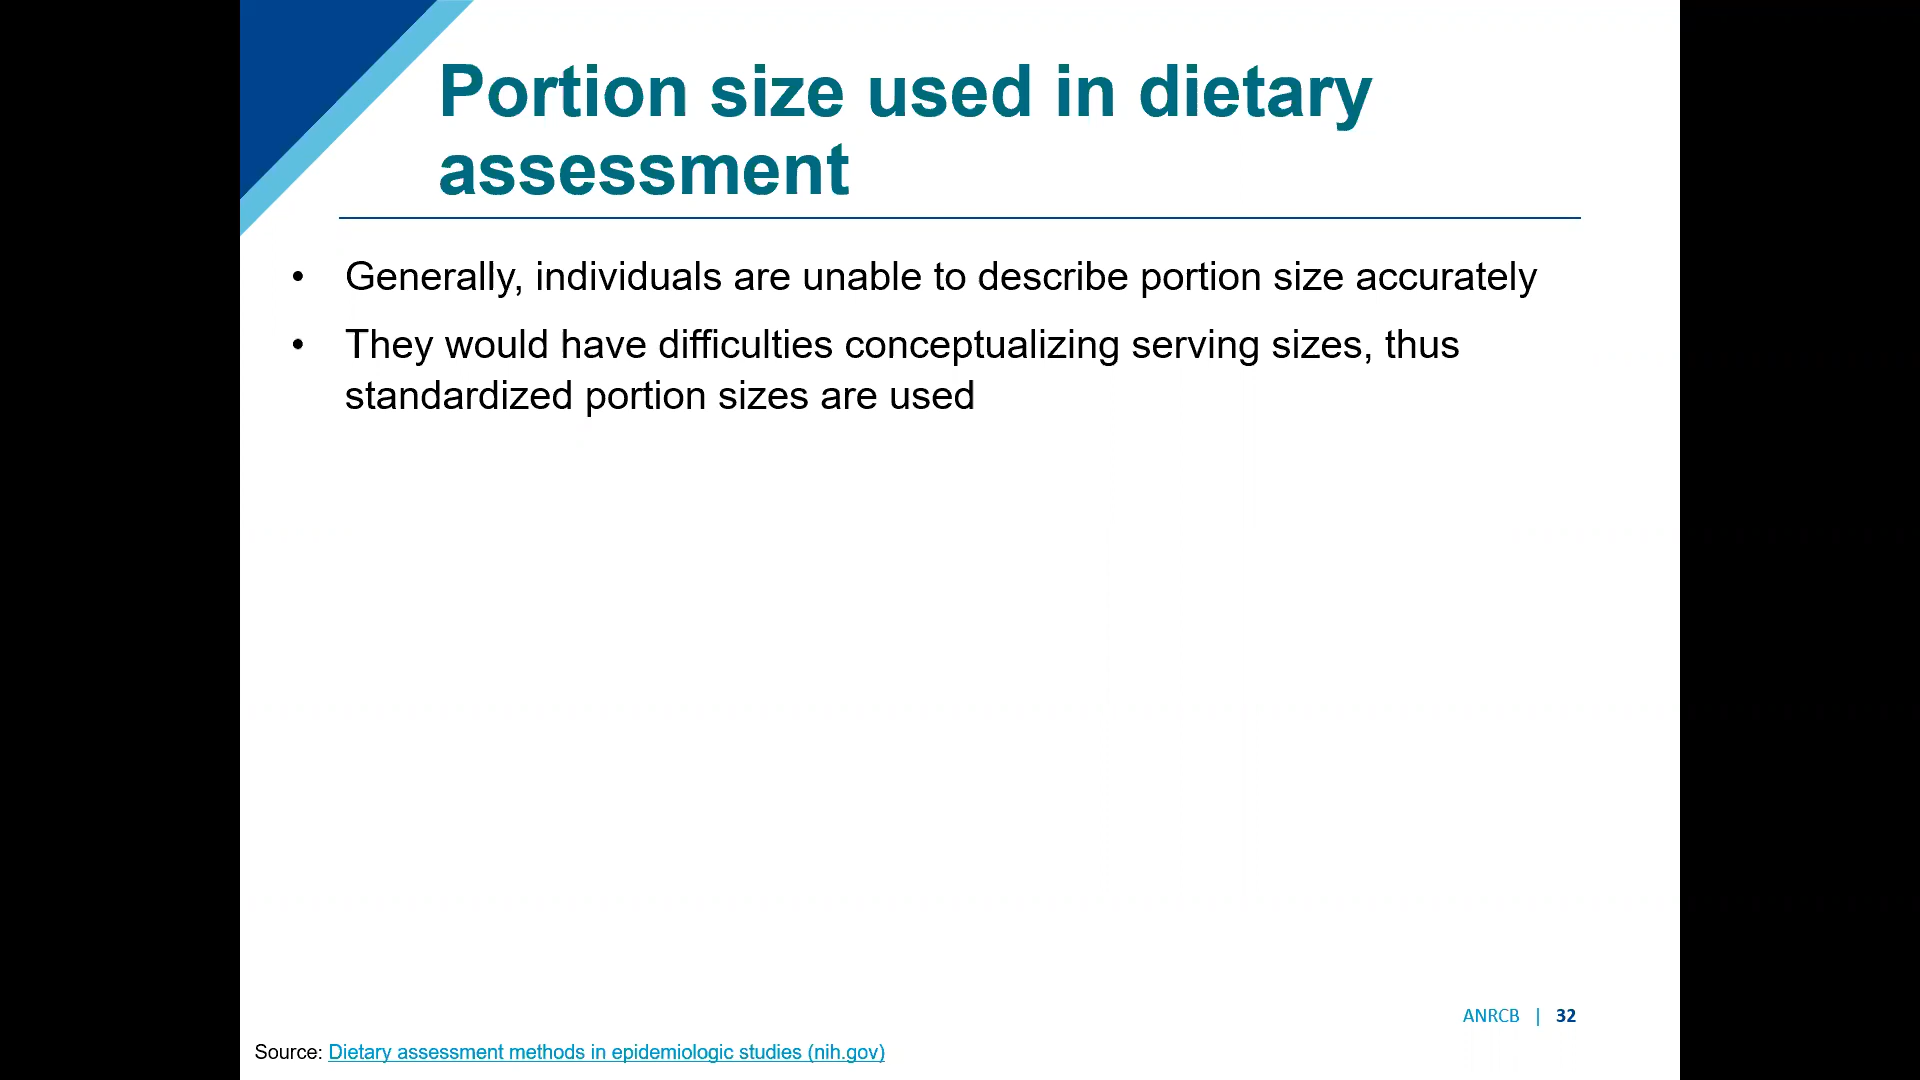 Portion size used in dietary
assessment
• Generally, individuals are unable to describe portion size accurately
• They would have difficulties conceptualizing serving sizes, thus
standardized portion sizes are used
ANRCB | 32
Source: Dietary assessment methods in epidemiologic studies (nih.gov)